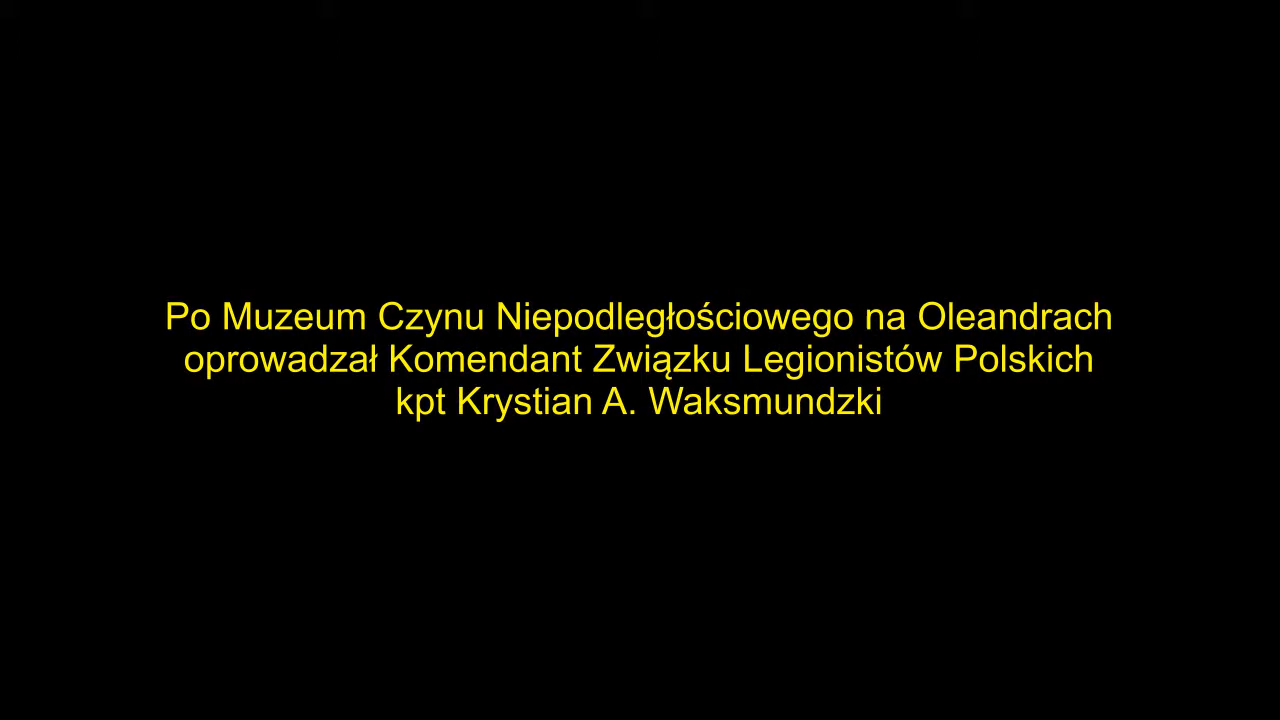 Po Muzeum Czynu Niepodległościowego na Oleandrach
oprowadzał Komendant Związku Legionistów Polskich
kpt Krystian A. Waksmundzki